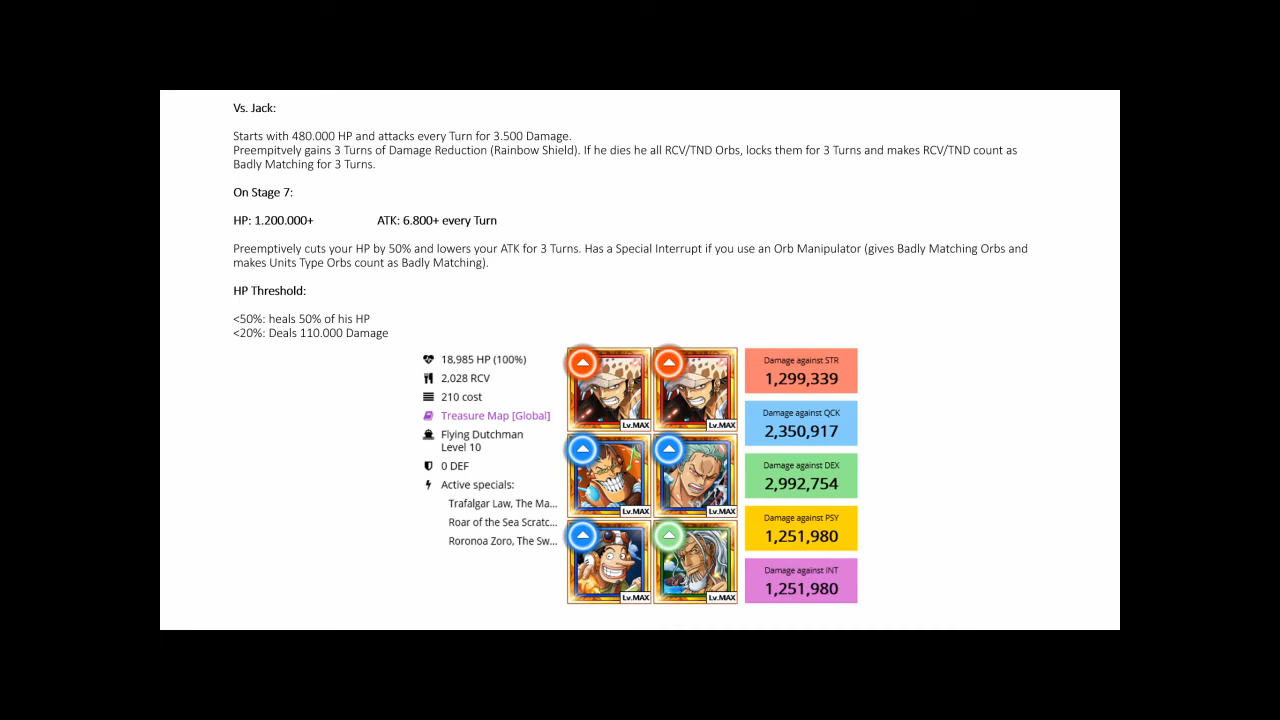 Vs. Jack:
Starts with 480.000 HP and attacks every Turn for 3.500 Damage.
Preempitvely gains 3 Turns of Damage Reduction (Rainbow Shield). If he dies he all RCV/TND Orbs, locks them for 3 Turns and makes RCV/TND count as
Badly Matching for 3 Turns.
On Stage 7:
HP: 1.200.000+ ATK: 6.800+ every Turn
Preemptively cuts your HP by 50% and lowers your ATK for 3 Turns. Has a Special Interrupt if you use an Orb Manipulator (gives Badly Matching Orbs and
makes Units Type Orbs count as Badly Matching).
HP Threshold:
<50%: heals 50% of his HP
<20%: Deals 110.000 Damage
18,985 HP (100%)
2,028 RCV
210 cost
Treasure Map [Global]
Flying Dutchman
Level 10
0 DEF
Active specials:
Trafalgar Law, The Ma...
Roar of the Sea Scratc...
Roronoa Zoro, The Sw...
Lv.MAX Lv.MAX
Lv.MAX Lv.MAX
Lv.MAX Lv.MAX
Damage against STR
1,299,339
Damage against QCK
2,350,917
Damage against DEX
2,992,754
Damage against PSY
1,251,980
Damage against INT
1,251,980